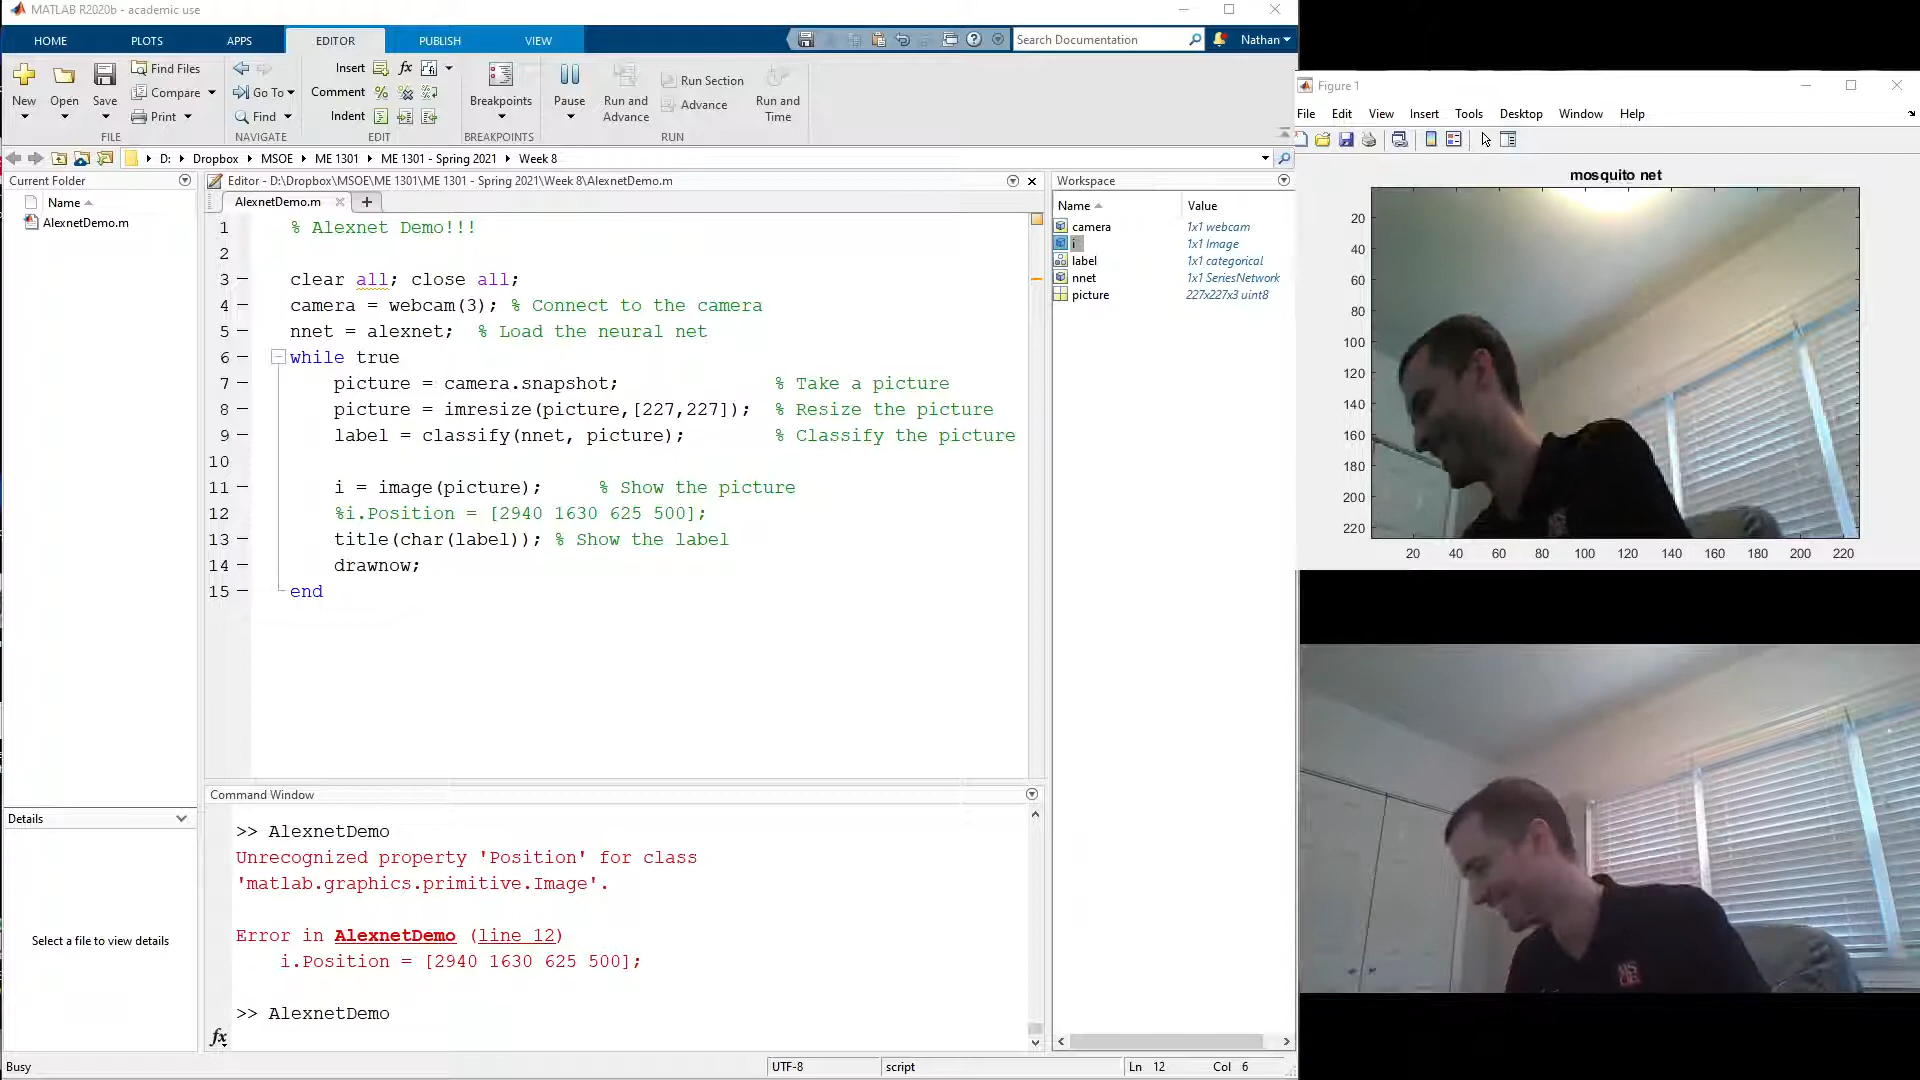 MATLAB R2020b - academic use
HOME PLOTS APPS EDITOR PUBLISH VIEW
Search Documentation
Nathan
New Open Save Find Files Compare Print
FILE
Go To Find
NAVIGATE
Insert fx
Comment
Indent
EDIT
Breakpoints
BREAKPOINTS
Pause Run and Advance Run Section Advance Run and Time
RUN
D: Dropbox MSOE ME 1301 ME 1301 - Spring 2021 Week 8
Current Folder
Name
AlexnetDemo.m
Details
Select a file to view details
Editor - D:\Dropbox\MSOE\ME 1301\ME 1301 - Spring 2021\Week 8\AlexnetDemo.m
AlexnetDemo.m
1 % Alexnet Demo!!!
2
3 clear all; close all;
4 camera = webcam(3); % Connect to the camera
5 nnet = alexnet; % Load the neural net
6 while true
7 picture = camera.snapshot; % Take a picture
8 picture = imresize(picture,[227,227]); % Resize the picture
9 label = classify(nnet, picture); % Classify the picture
10
11 i = image(picture); % Show the picture
12 %i.Position = [2940 1630 625 500];
13 title(char(label)); % Show the label
14 drawnow;
15 end
Command Window
>> AlexnetDemo
Unrecognized property 'Position' for class
'matlab.graphics.primitive.Image'.
Error in AlexnetDemo (line 12)
i.Position = [2940 1630 625 500];
>> AlexnetDemo
fx
Workspace
Name Value
camera 1x1 webcam
i 1x1 Image
label 1x1 categorical
nnet 1x1 SeriesNetwork
picture 227x227x3 uint8
Busy
UTF-8 script Ln 12 Col 6
Figure 1
File Edit View Insert Tools Desktop Window Help
mosquito net
20
40
60
80
100
120
140
160
180
200
220
20 40 60 80 100 120 140 160 180 200 220